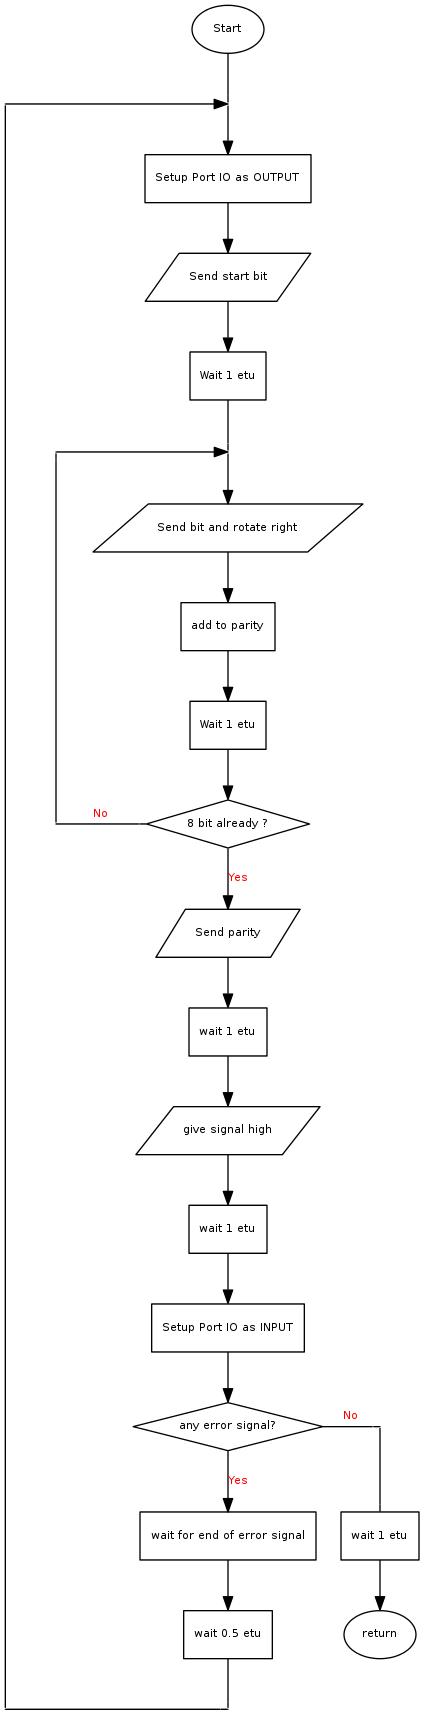 Start
Setup Port IO as OUTPUT
Send start bit
Wait 1 etu
Send bit and rotate right
add to parity
Wait 1 etu
8 bit already ?
No
Yes
Send parity
wait 1 etu
give signal high
wait 1 etu
Setup Port IO as INPUT
any error signal?
No
Yes
wait for end of error signal
wait 1 etu
wait 0.5 etu
return